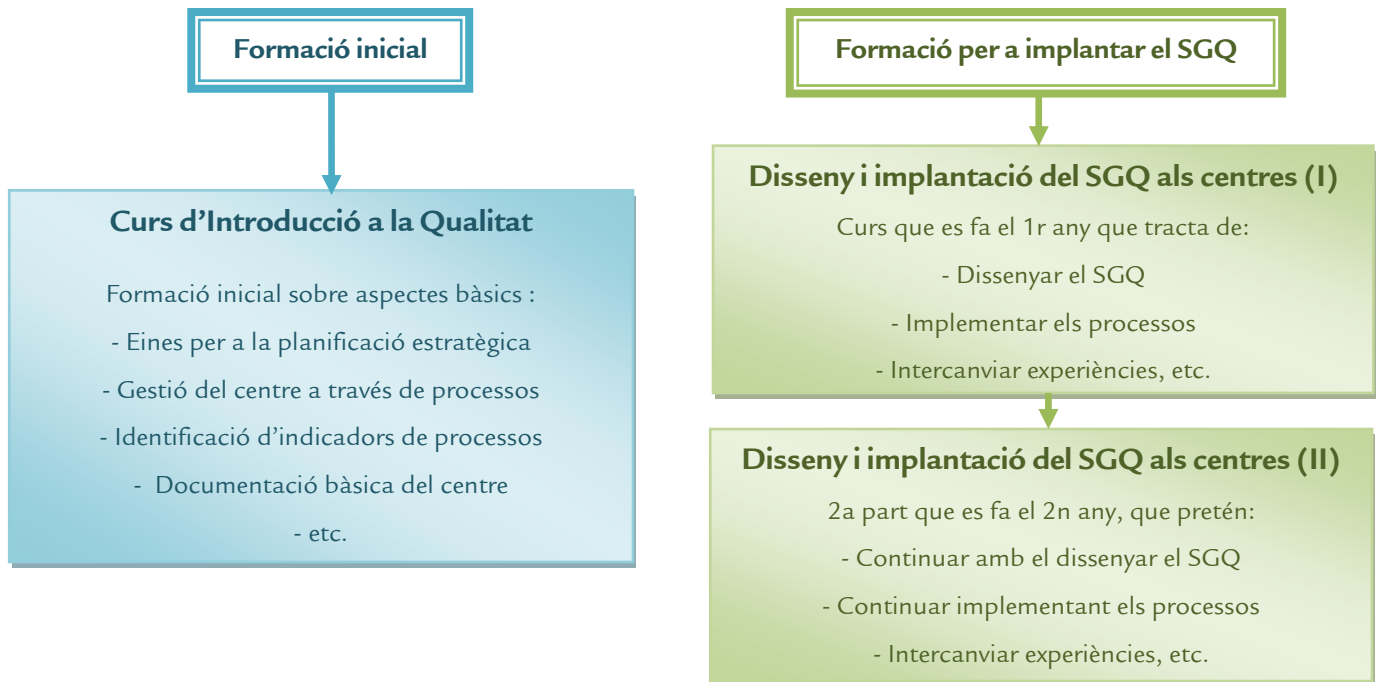 Formació inicial
Curs d’Introducció a la Qualitat
Formació inicial sobre aspectes bàsics :
- Eines per a la planificació estratègica
- Gestió del centre a través de processos
- Identificació d’indicadors de processos
- Documentació bàsica del centre
- etc.
Formació per a implantar el SGQ
Disseny i implantació del SGQ als centres (I)
Curs que es fa el 1r any que tracta de:
- Dissenyar el SGQ
- Implementar els processos
- Intercanviar experiències, etc.
Disseny i implantació del SGQ als centres (II)
2a part que es fa el 2n any, que pretén:
- Continuar amb el dissenyar el SGQ
- Continuar implementant els processos
- Intercanviar experiències, etc.